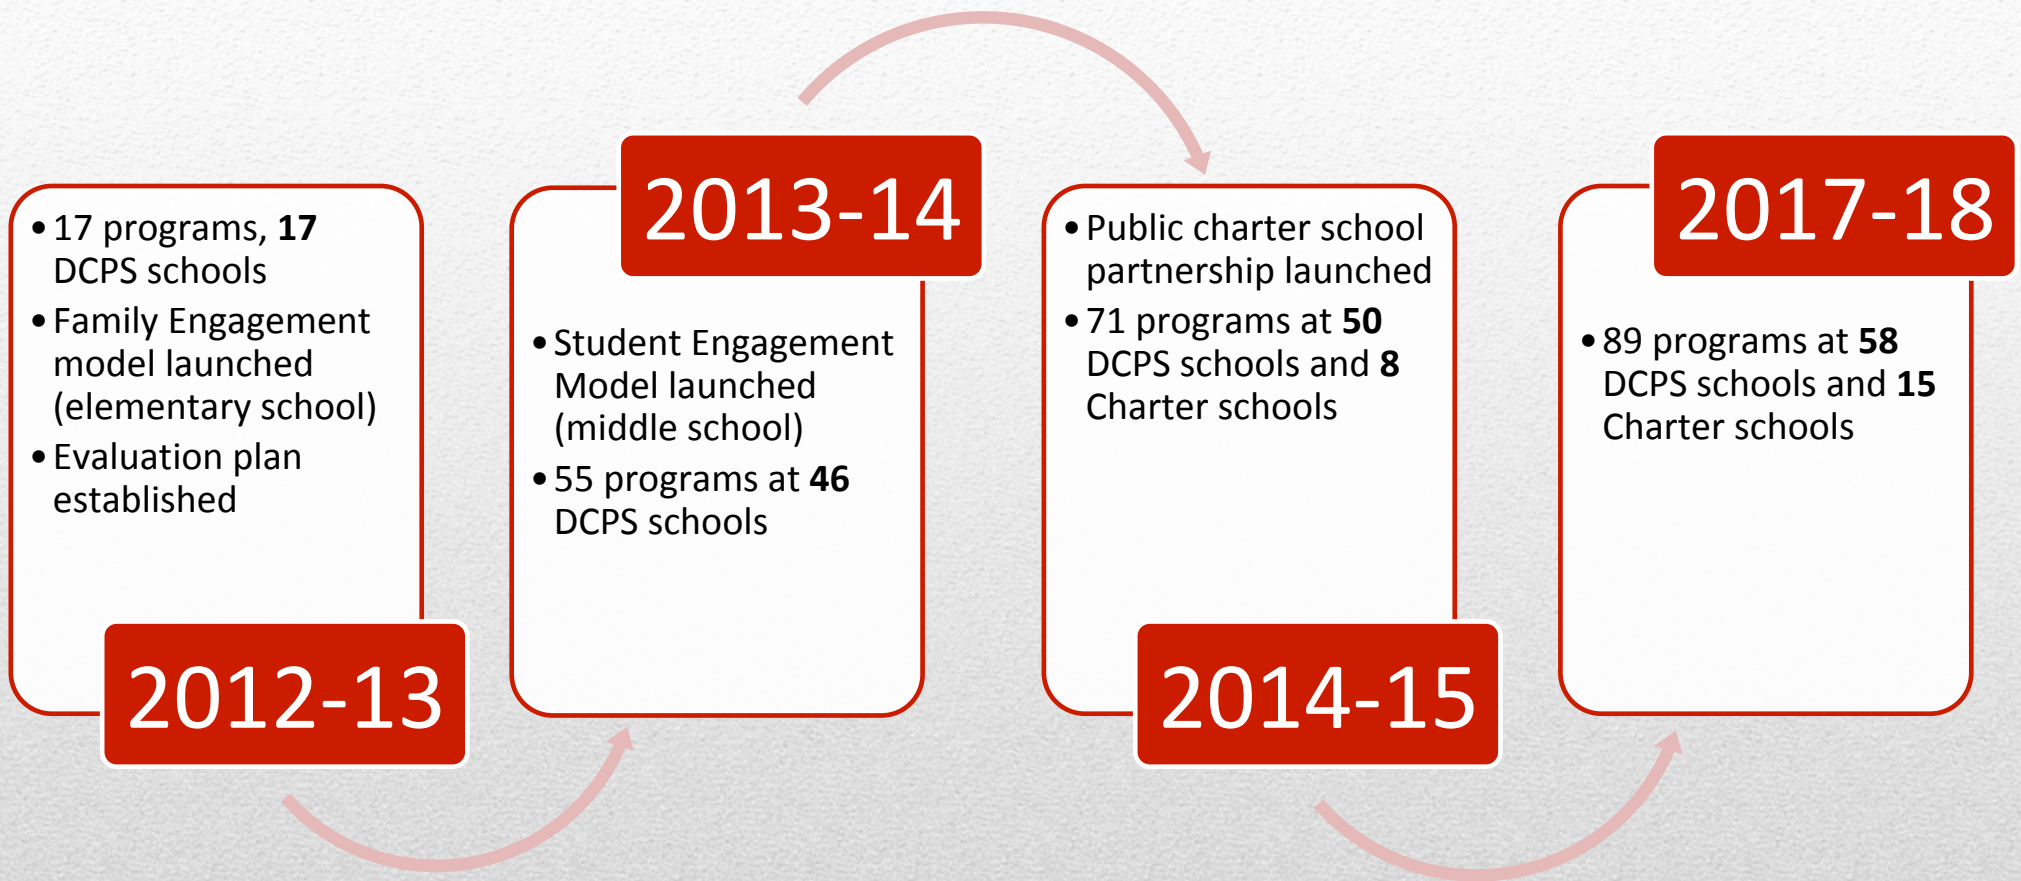 • 17 programs, 17
DCPS schools
• Family Engagement
model launched
(elementary school)
• Evaluation plan
established
2012-13
2013-14
• Student Engagement
Model launched
(middle school)
• 55 programs at 46
DCPS schools
• Public charter school
partnership launched
• 71 programs at 50
DCPS schools and 8
Charter schools
2014-15
2017-18
• 89 programs at 58
DCPS schools and 15
Charter schools